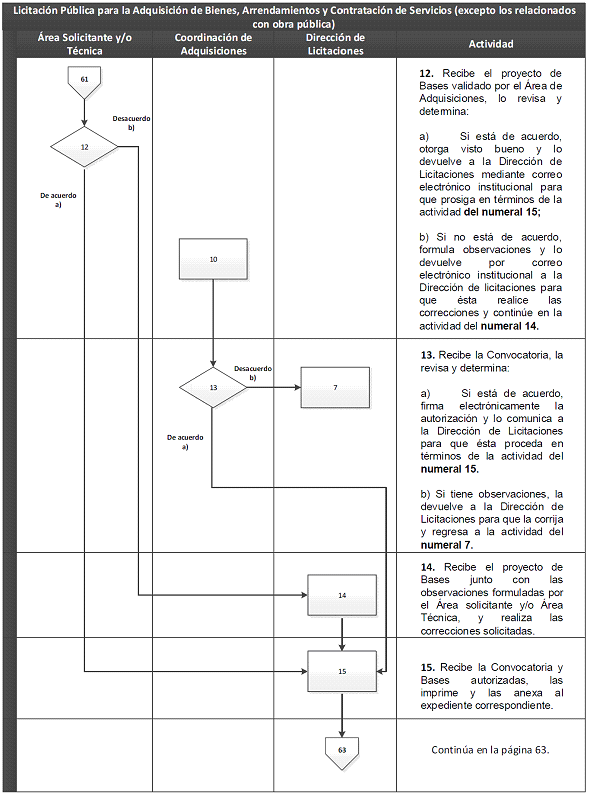 Licitación Pública para la Adquisición de Bienes, Arrendamientos y Contratación de Servicios (excepto los relacionados
con obra pública)
Área Solicitante y/o
Técnica
Coordinación de
Adquisiciones
Dirección de
Licitaciones
Actividad
61
Desacuerdo
b)
12
De acuerdo
a)
10
12. Recibe el proyecto de
Bases validado por el Área de
Adquisiciones, lo revisa y
determina:
a) Si está de acuerdo,
otorga visto bueno y lo
devuelve a la Dirección de
Licitaciones mediante correo
electrónico institucional para
que prosiga en términos de la
actividad del numeral 15;
b) Si no está de acuerdo,
formula observaciones y lo
devuelve por correo
electrónico institucional a la
Dirección de licitaciones para
que ésta realice las
correcciones y continúe en la
actividad del numeral 14.
Desacuerdo
b)
13
7
De acuerdo
a)
13. Recibe la Convocatoria, la
revisa y determina:
a) Si está de acuerdo,
firma electrónicamente la
autorización y lo comunica a
la Dirección de Licitaciones
para que ésta proceda en
términos de la actividad del
numeral 15.
b) Si tiene observaciones, la
devuelve a la Dirección de
Licitaciones para que la corrija
y regresa a la actividad del
numeral 7.
14
14. Recibe el proyecto de
Bases junto con las
observaciones formuladas por
el Área solicitante y/o Área
Técnica, y realiza las
correcciones solicitadas.
15
15. Recibe la Convocatoria y
Bases autorizadas, las
imprime y las anexa al
expediente correspondiente.
63
Continúa en la página 63.